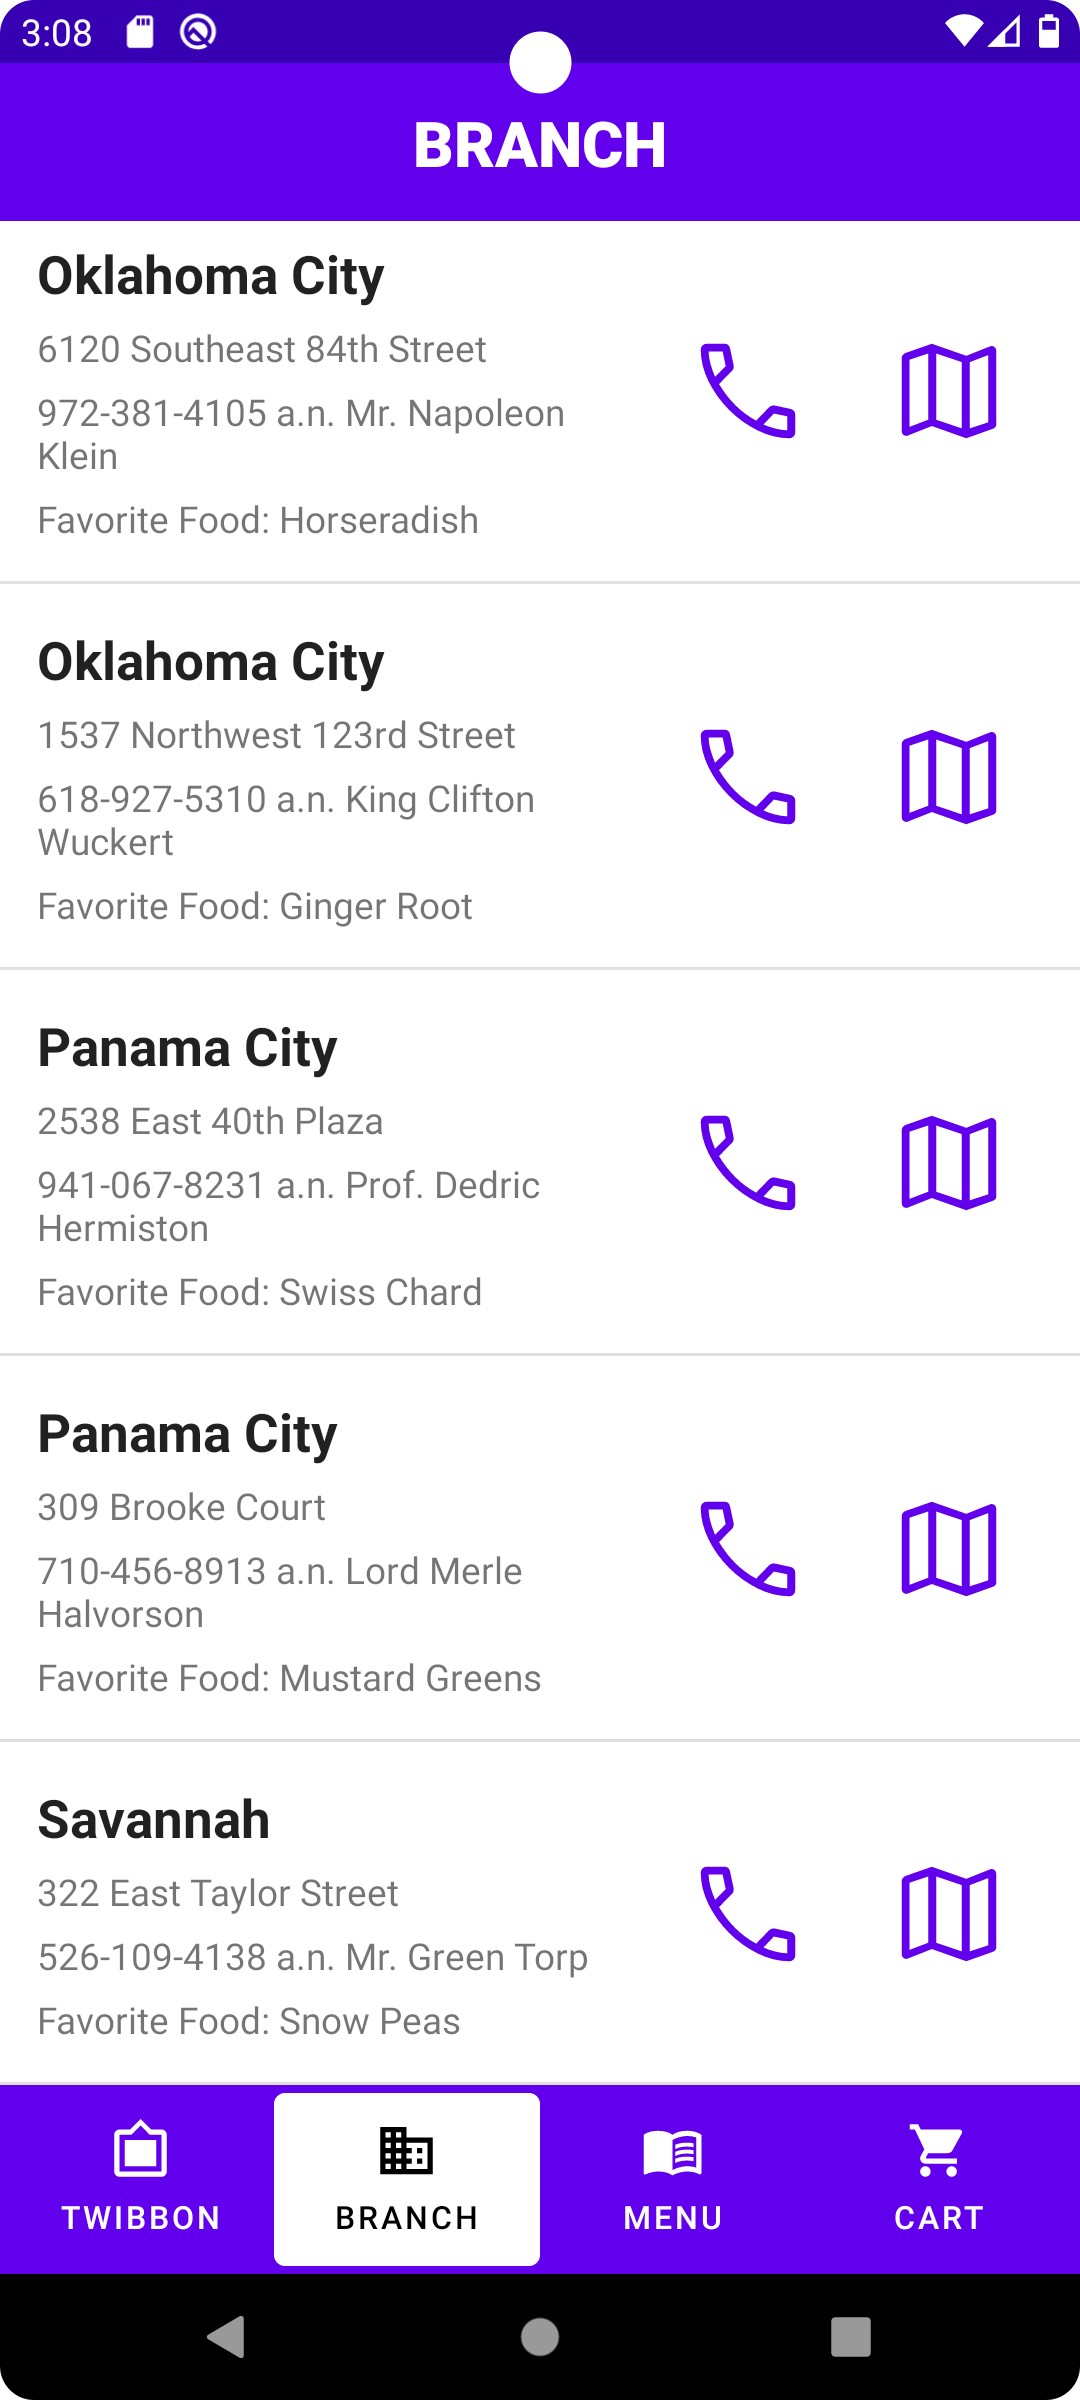 3:08
BRANCH
Oklahoma City
6120 Southeast 84th Street
972-381-4105 a.n. Mr. Napoleon
Klein
Favorite Food: Horseradish
Oklahoma City
1537 Northwest 123rd Street
618-927-5310 a.n. King Clifton
Wuckert
Favorite Food: Ginger Root
Panama City
2538 East 40th Plaza
941-067-8231 a.n. Prof. Dedric
Hermiston
Favorite Food: Swiss Chard
Panama City
309 Brooke Court
710-456-8913 a.n. Lord Merle
Halvorson
Favorite Food: Mustard Greens
Savannah
322 East Taylor Street
526-109-4138 a.n. Mr. Green Torp
Favorite Food: Snow Peas
TWIBBON
BRANCH
MENU
CART